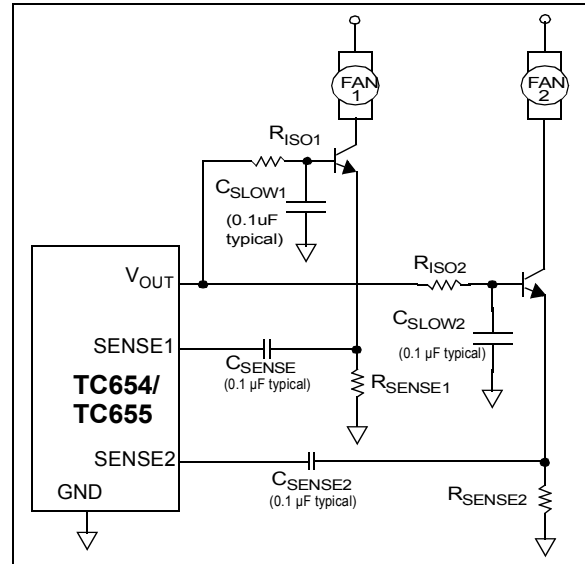 FAN
1
FAN
2
RISO1
CSLOW1
(0.1uF
typical)
VOUT
RISO2
CSLOW2
(0.1 µF typical)
SENSE1
CSENSE
(0.1 µF typical)
RSENSE1
TC654/
TC655
SENSE2
CSENSE2
(0.1 µF typical)
RSENSE2
GND